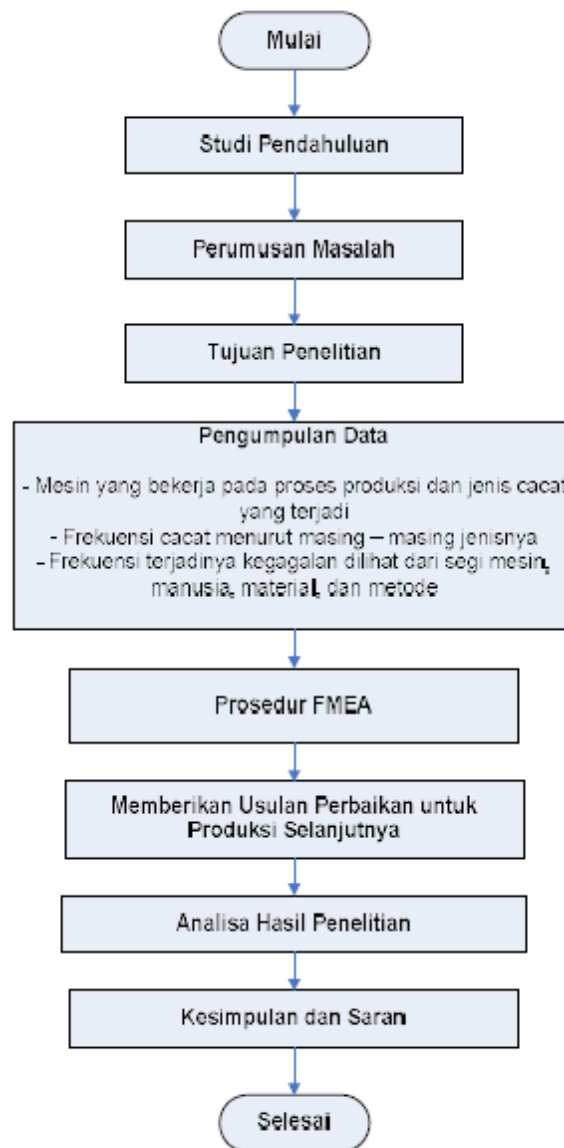 Mulai
Studi Pendahuluan
Perumusan Masalah
Tujuan Penelitian
Pengumpulan Data
- Mesin yang bekerja pada proses produksi dan jenis cacat
yang terjadi
- Frekuensi cacat menurut masing – masing jenisnya
– Frekuensi terjadinya kegagalan dilihat dari segi mesin,
manusia, material, dan metode
Prosedur FMEA
Memberikan Usulan Perbaikan untuk
Produksi Selanjutnya
Analisa Hasil Penelitian
Kesimpulan dan Saran
Selesai